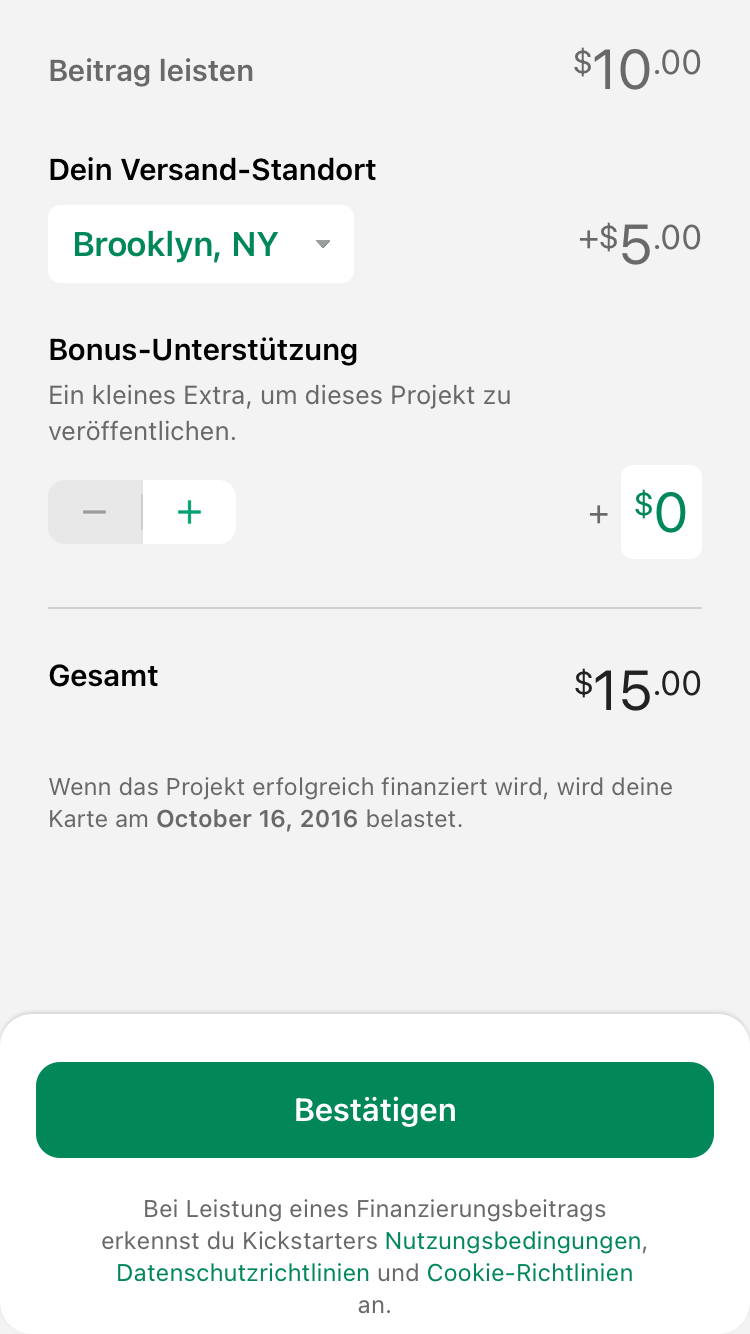 Beitrag leisten $10.00
Dein Versand-Standort
Brooklyn, NY +$5.00
Bonus-Unterstützung
Ein kleines Extra, um dieses Projekt zu
veröffentlichen.
− + + $0
Gesamt $15.00
Wenn das Projekt erfolgreich finanziert wird, wird deine
Karte am October 16, 2016 belastet.
Bestätigen
Bei Leistung eines Finanzierungsbeitrags
erkennst du Kickstarters Nutzungsbedingungen,
Datenschutzrichtlinien und Cookie-Richtlinien
an.